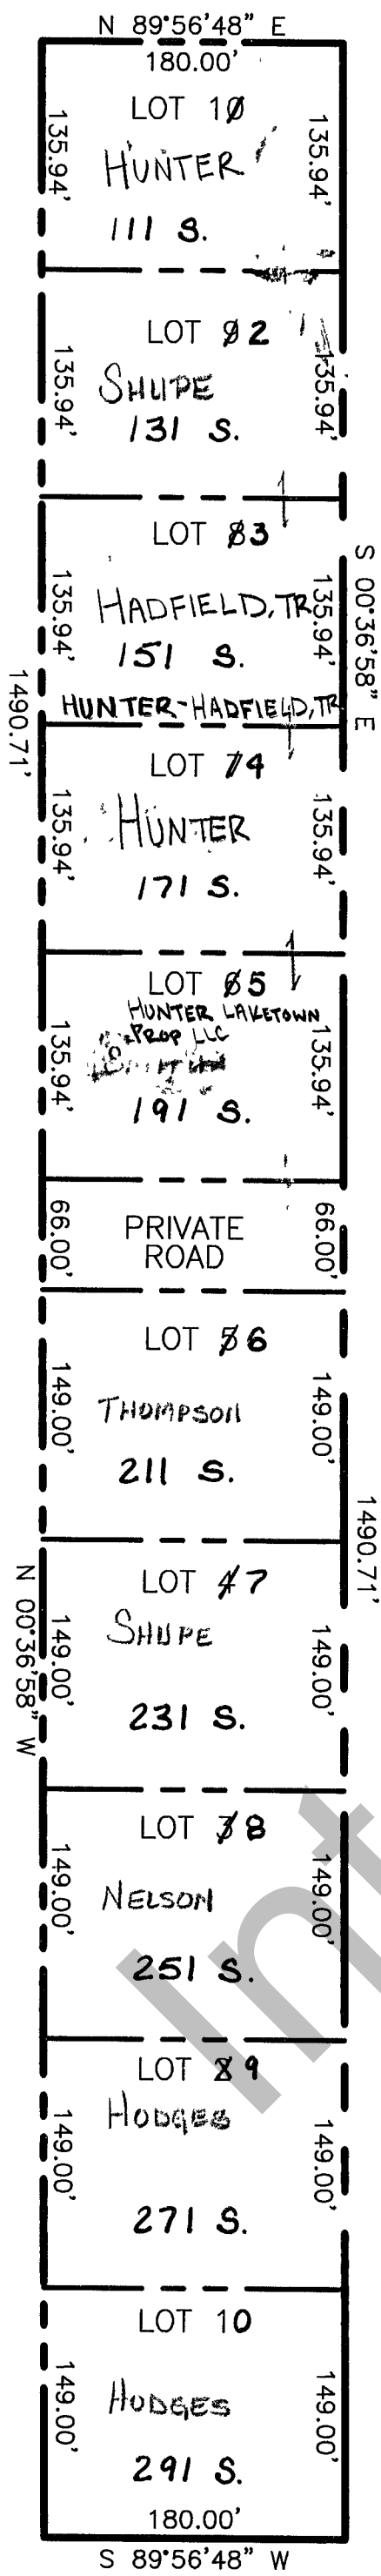 N 89°56'48" E
180.00'
LOT 10
135.94'
135.94'
HUNTER
111 S.
LOT 92
135.94'
135.94'
SHUPE
131 S.
LOT 83
135.94'
135.94'
HADFIELD, TR
151 S.
S 00°36'58" E
HUNTER-HADFIELD, TR
1490.71'
LOT 74
135.94'
135.94'
HUNTER
171 S.
LOT 65
HUNTER LAKETOWN
PROP LLC
135.94'
135.94'
191 S.
66.00'
PRIVATE
ROAD
66.00'
LOT 56
149.00'
149.00'
THOMPSON
211 S.
1490.71'
LOT 47
SHUPE
149.00'
149.00'
N 00°36'58" W
231 S.
LOT 38
149.00'
149.00'
NELSON
251 S.
LOT 29
HODGES
149.00'
149.00'
271 S.
LOT 10
149.00'
149.00'
HODGES
291 S.
180.00'
S 89°56'48" W
Int